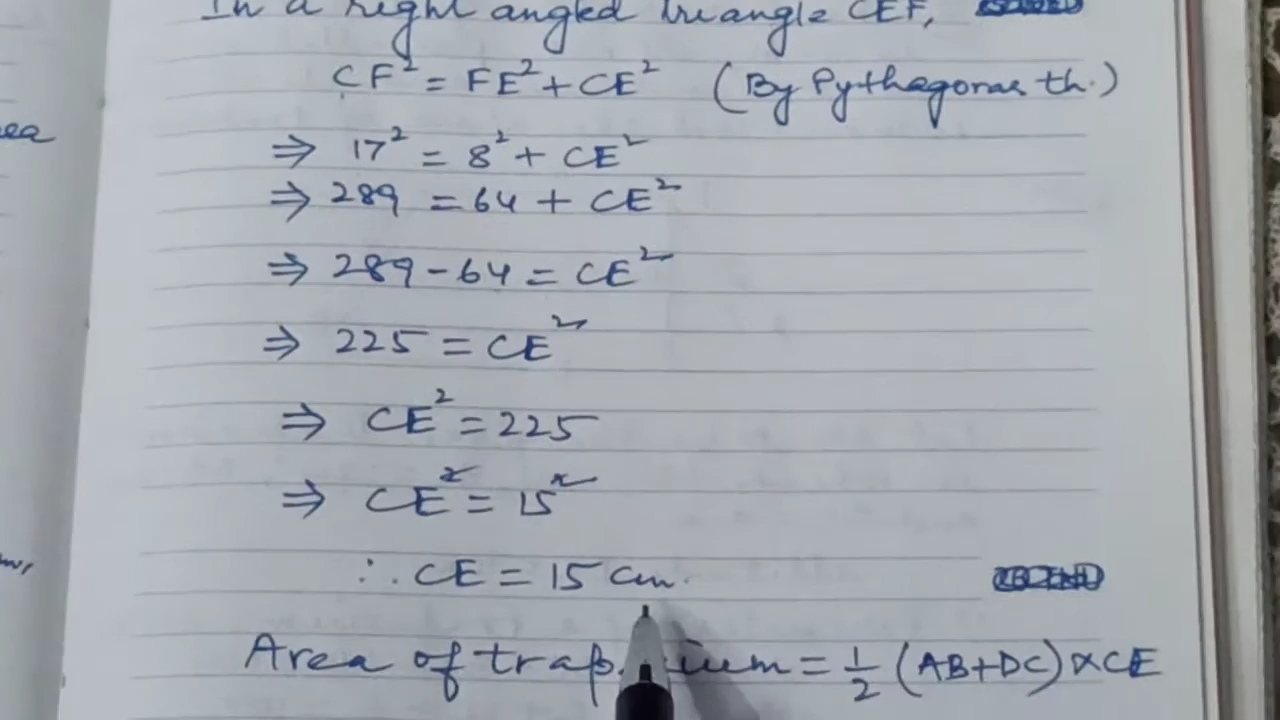 In a right angled triangle CEF,
CF² = FE² + CE² (By Pythagoras th.)
⇒ 17² = 8² + CE²
⇒ 289 = 64 + CE²
⇒ 289 - 64 = CE²
⇒ 225 = CE²
⇒ CE² = 225
⇒ CE² = 15²
∴ CE = 15 cm.
Area of = 1/2 (AB+DC) × CE